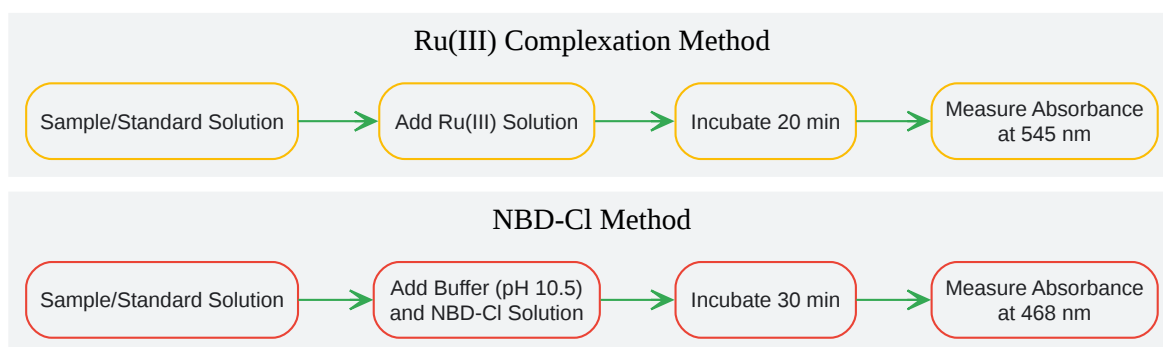 Ru(III) Complexation Method
Sample/Standard Solution
Add Ru(III) Solution
Incubate 20 min
Measure Absorbance
at 545 nm
NBD-Cl Method
Sample/Standard Solution
Add Buffer (pH 10.5)
and NBD-Cl Solution
Incubate 30 min
Measure Absorbance
at 468 nm